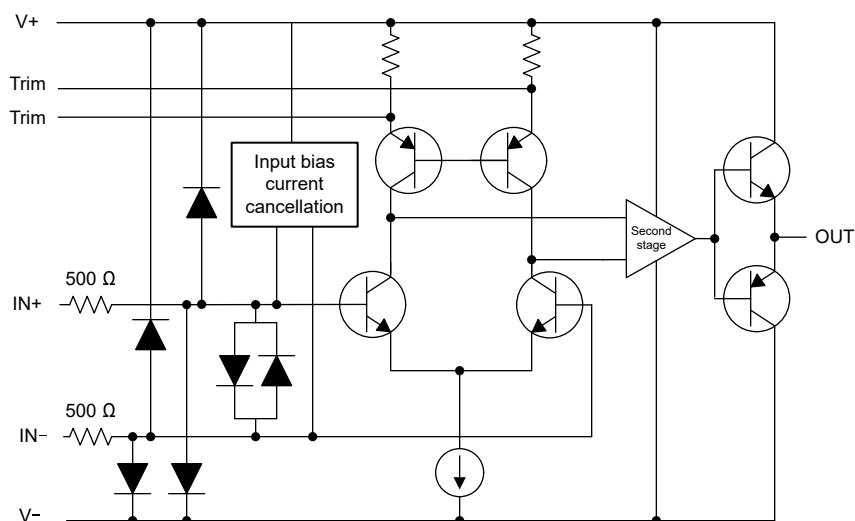 V+
Trim
Trim
Input bias
current
cancellation
Second
stage
OUT
500 Ω
IN+
500 Ω
IN−
V−